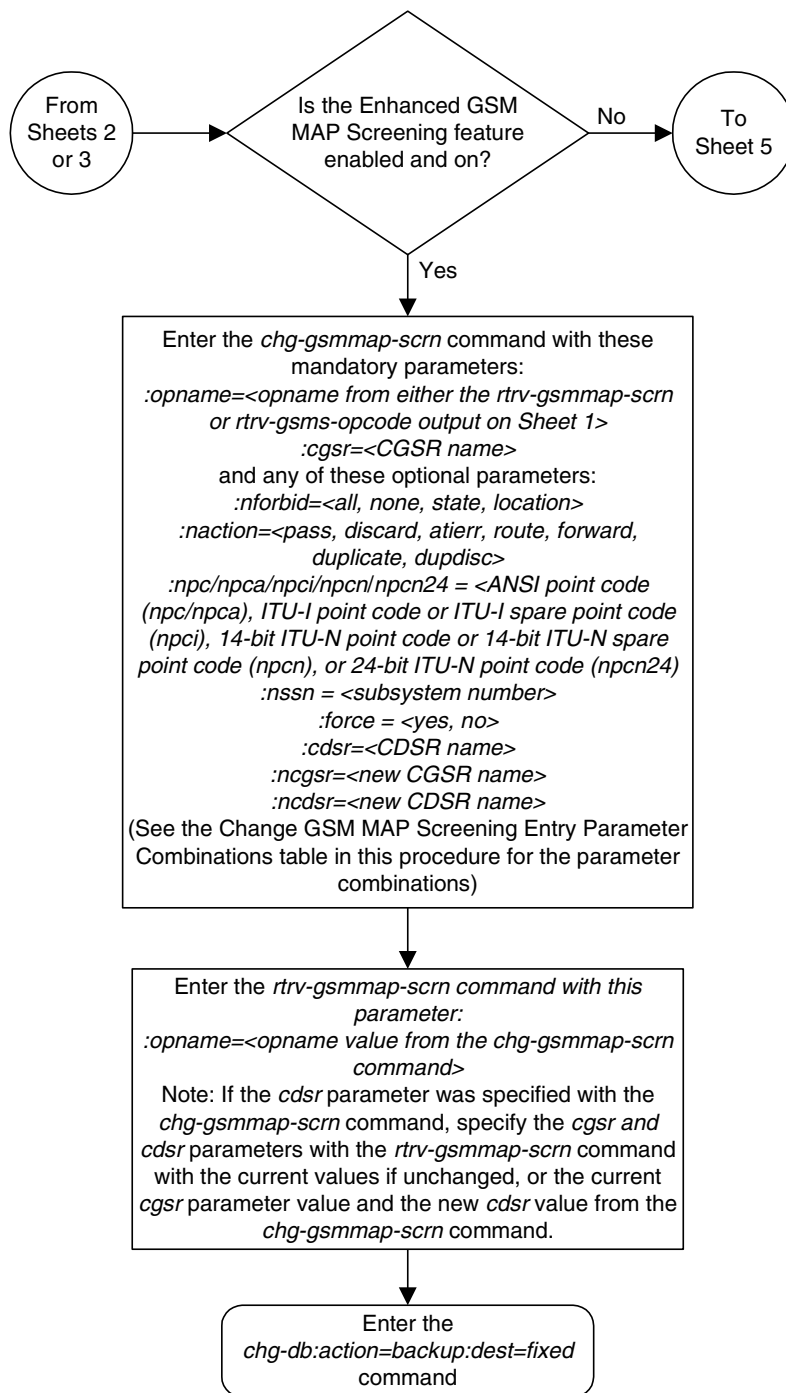 From
Sheets 2
or 3
Is the Enhanced GSM
MAP Screening feature
enabled and on?
No
To
Sheet 5
Yes
Enter the chg-gsmmap-scrn command with these
mandatory parameters:
:opname=<opname from either the rtrv-gsmmap-scrn
or rtrv-gsms-opcode output on Sheet 1>
:cgsr=<CGSR name>
and any of these optional parameters:
:nforbid=<all, none, state, location>
:naction=<pass, discard, atierr, route, forward,
duplicate, dupdisc>
:npc/npca/npci/npcn/npcn24 = <ANSI point code
(npc/npca), ITU-I point code or ITU-I spare point code
(npci), 14-bit ITU-N point code or 14-bit ITU-N spare
point code (npcn), or 24-bit ITU-N point code (npcn24)
:nssn = <subsystem number>
:force = <yes, no>
:cdsr=<CDSR name>
:ncgsr=<new CGSR name>
:ncdsr=<new CDSR name>
(See the Change GSM MAP Screening Entry Parameter
Combinations table in this procedure for the parameter
combinations)
Enter the rtrv-gsmmap-scrn command with this
parameter:
:opname=<opname value from the chg-gsmmap-scrn
command>
Note: If the cdsr parameter was specified with the
chg-gsmmap-scrn command, specify the cgsr and
cdsr parameters with the rtrv-gsmmap-scrn command
with the current values if unchanged, or the current
cgsr parameter value and the new cdsr value from the
chg-gsmmap-scrn command.
Enter the
chg-db:action=backup:dest=fixed
command